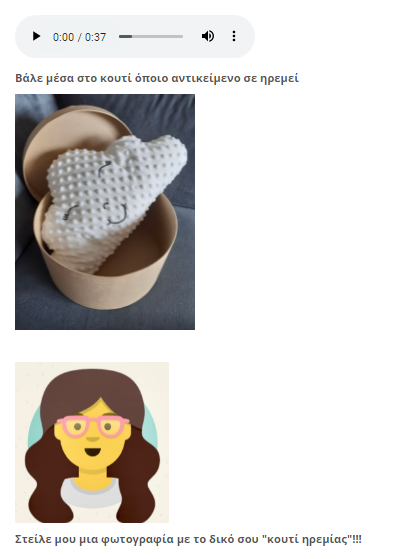 0:00 / 0:37
Βάλε μέσα στο κουτί όποιο αντικείμενο σε ηρεμεί
Στείλε μου μια φωτογραφία με το δικό σου "κουτί ηρεμίας"!!!